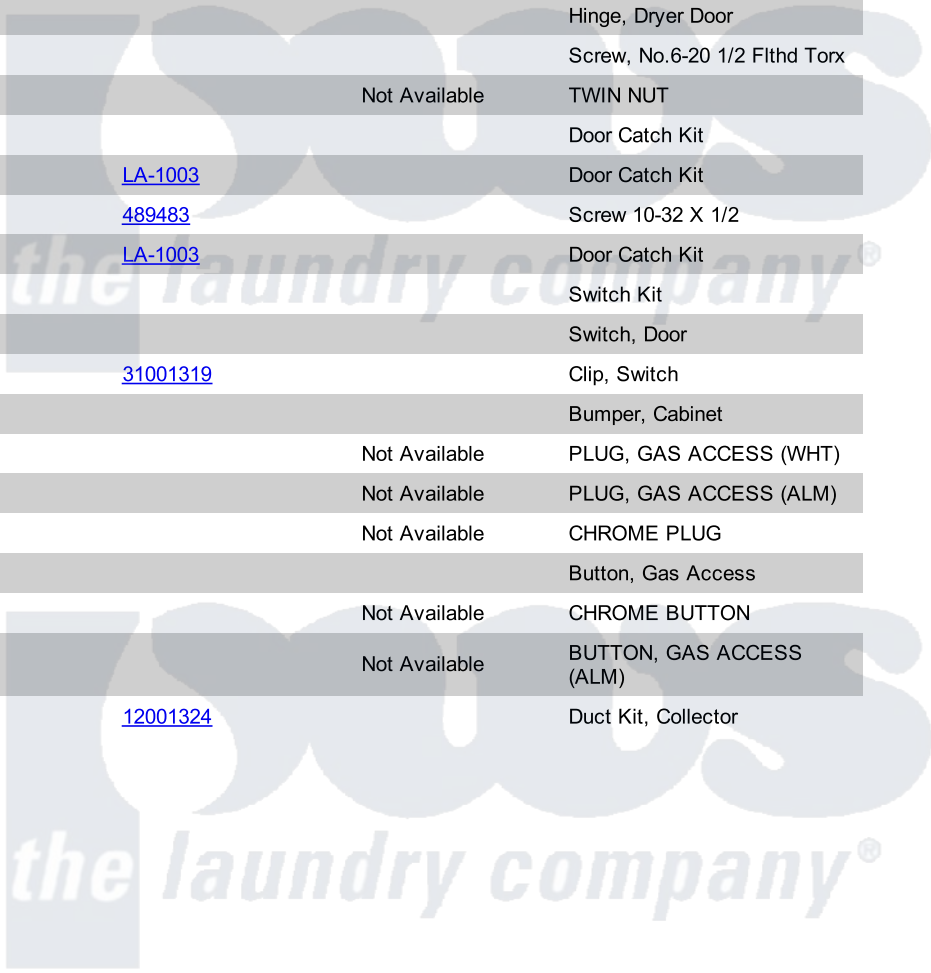 Hinge, Dryer Door
Screw, No.6-20 1/2 Flthd Torx
Not Available TWIN NUT
Door Catch Kit
LA-1003 Door Catch Kit
489483 Screw 10-32 X 1/2
LA-1003 Door Catch Kit
the laundry company®
Switch Kit
Switch, Door
31001319 Clip, Switch
Bumper, Cabinet
Not Available PLUG, GAS ACCESS (WHT)
Not Available PLUG, GAS ACCESS (ALM)
Not Available CHROME PLUG
Button, Gas Access
Not Available CHROME BUTTON
Not Available BUTTON, GAS ACCESS
(ALM)
12001324 Duct Kit, Collector
pws
the laundry company®